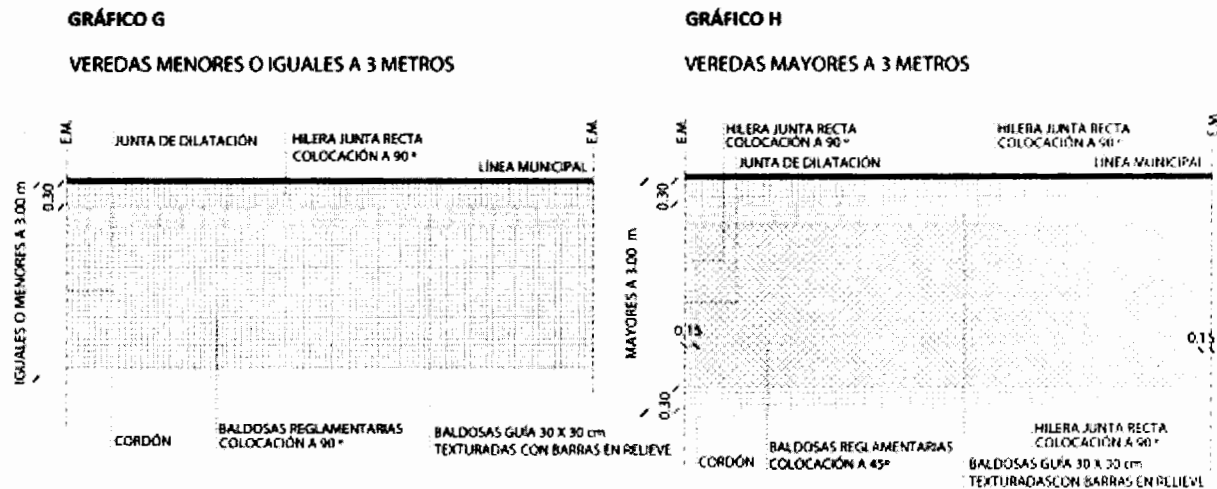 GRÁFICO G
VEREDAS MENORES O IGUALES A 3 METROS
E.M.
JUNTA DE DILATACIÓN
HILERA JUNTA RECTA
COLOCACIÓN A 90 º
E.M.
LÍNEA MUNICIPAL
0.30
IGUALES O MENORES A 3.00 m
CORDÓN
BALDOSAS REGLAMENTARIAS
COLOCACIÓN A 90 º
BALDOSAS GUÍA 30 X 30 cm
TEXTURADAS CON BARRAS EN RELIEVE
GRÁFICO H
VEREDAS MAYORES A 3 METROS
E.M.
HILERA JUNTA RECTA
COLOCACIÓN A 90 º
JUNTA DE DILATACIÓN
HILERA JUNTA RECTA
COLOCACIÓN A 90 º
LINEA MUNICIPAL
0.30
MAYORES A 3.00 m
0,15
0,15
0.30
CORDÓN
BALDOSAS REGLAMENTARIAS
COLOCACIÓN A 45º
HILERA JUNTA RECTA
COLOCACIÓN A 90 º
BALDOSAS GUÍA 30 X 30 cm
TEXTURADASCON BARRAS EN RELIEVE